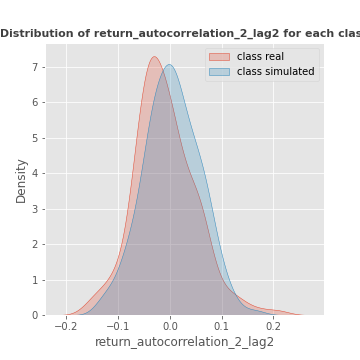 Distribution of return_autocorrelation_2_lag2 for each clas
class real
class simulated
7
6
5
4
3
2
1
0
Density
−0.2 −0.1 0.0 0.1 0.2
return_autocorrelation_2_lag2